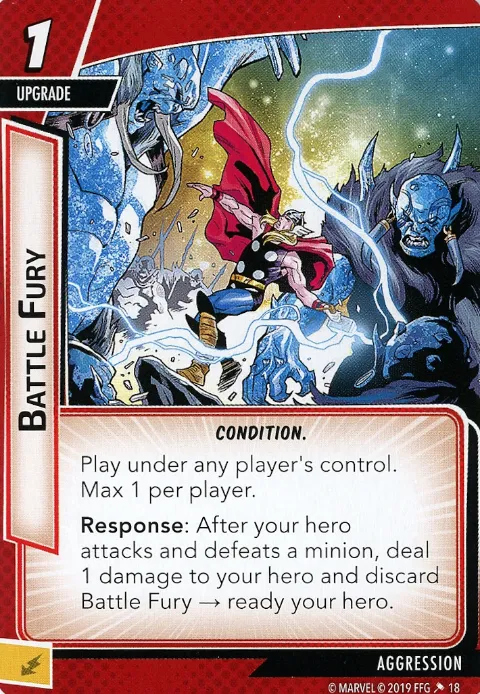 1
UPGRADE
BATTLE FURY
CONDITION.
Play under any player's control.
Max 1 per player.
Response: After your hero
attacks and defeats a minion, deal
1 damage to your hero and discard
Battle Fury → ready your hero.
AGGRESSION
© MARVEL © 2019 FFG 18